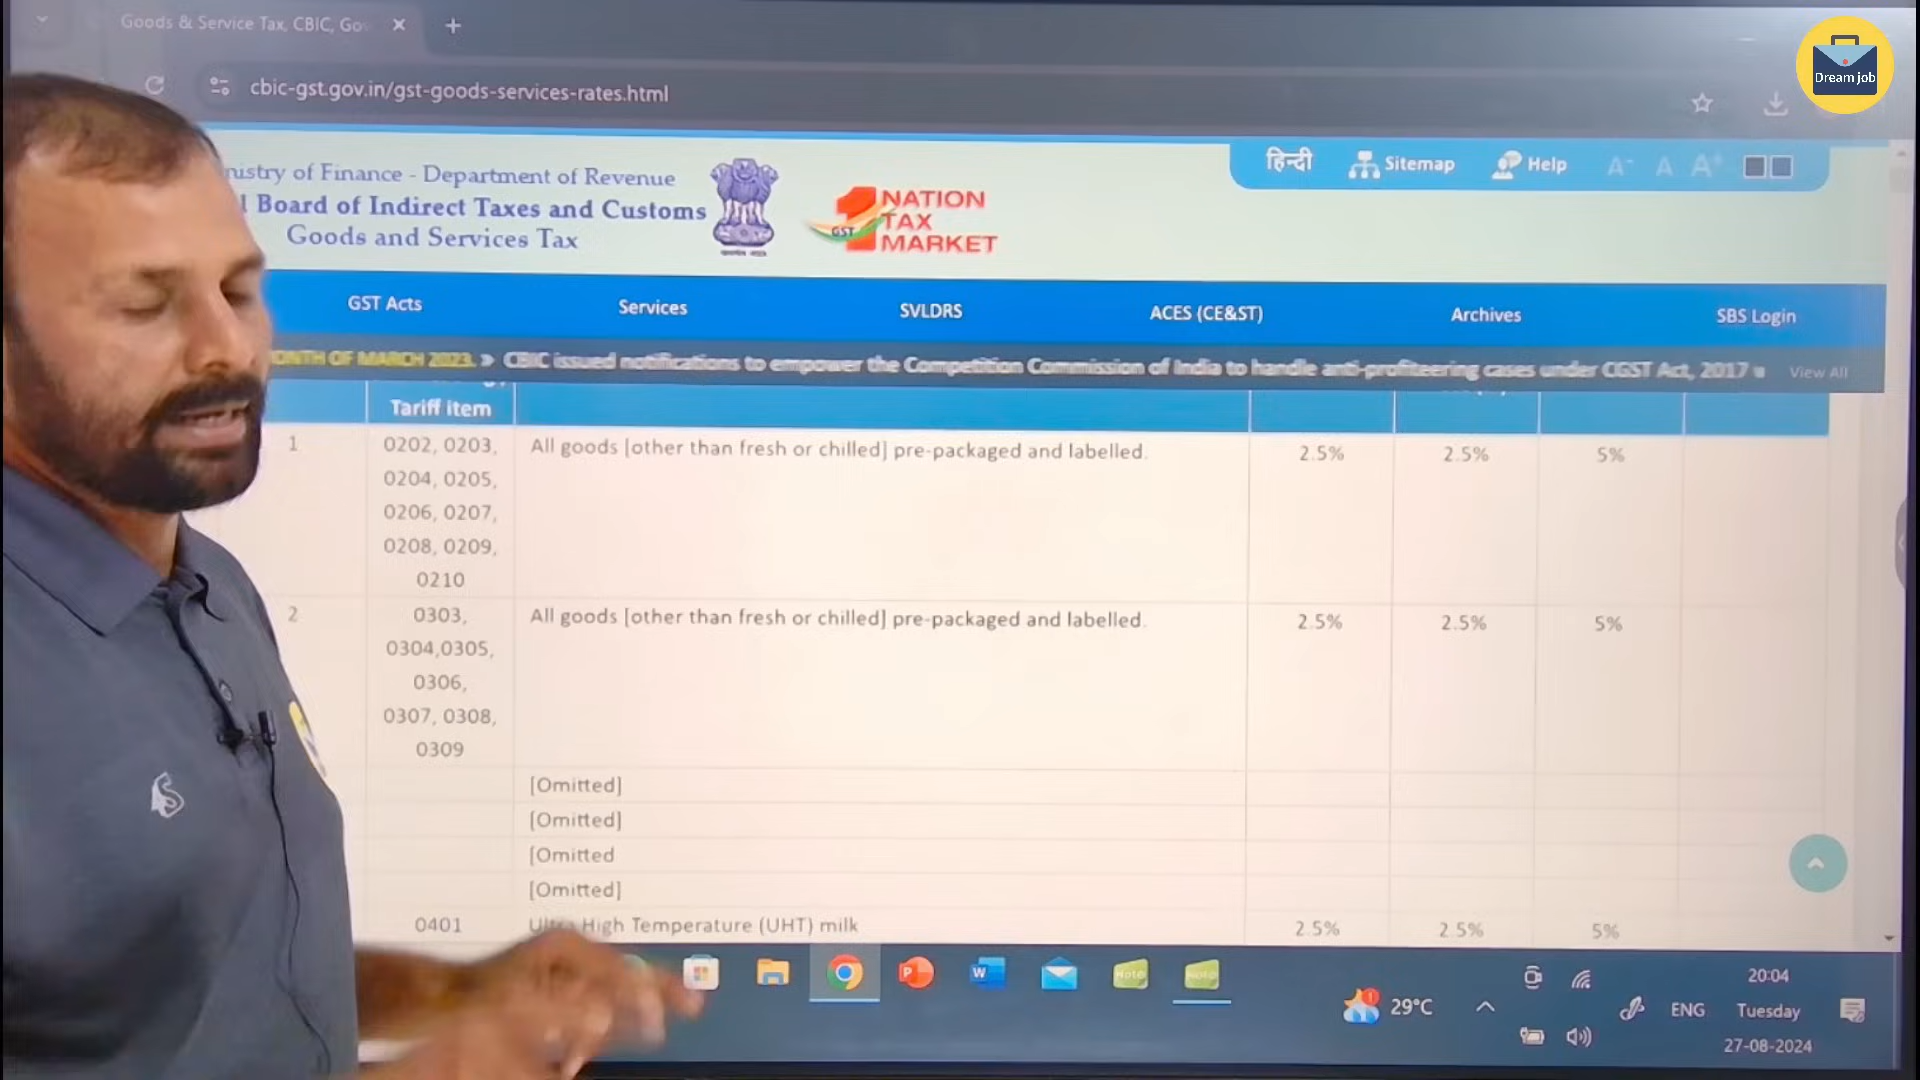 Goods & Service Tax, CBIC, Go
cbic-gst.gov.in/gst-goods-services-rates.html
Dream job
nistry of Finance - Department of Revenue
l Board of Indirect Taxes and Customs
Goods and Services Tax
GST
NATION
TAX
MARKET
हिन्दी
Sitemap
Help
A- A A+
GST Acts
Services
SVLDRS
ACES (CE&ST)
Archives
SBS Login
ONTH OF MARCH 2023. » CBIC issued notifications to empower the Competition Commission of India to handle anti-profiteering cases under CGST Act, 2017
View All
Tariff item
1
0202, 0203,
0204, 0205,
0206, 0207,
0208, 0209,
0210
All goods [other than fresh or chilled] pre-packaged and labelled.
2.5%
2.5%
5%
2
0303,
0304,0305,
0306,
0307, 0308,
0309
All goods [other than fresh or chilled] pre-packaged and labelled.
2.5%
2.5%
5%
[Omitted]
[Omitted]
[Omitted
[Omitted]
0401
Ultra High Temperature (UHT) milk
2.5%
2.5%
5%
29°C
ENG
20:04
Tuesday
27-08-2024